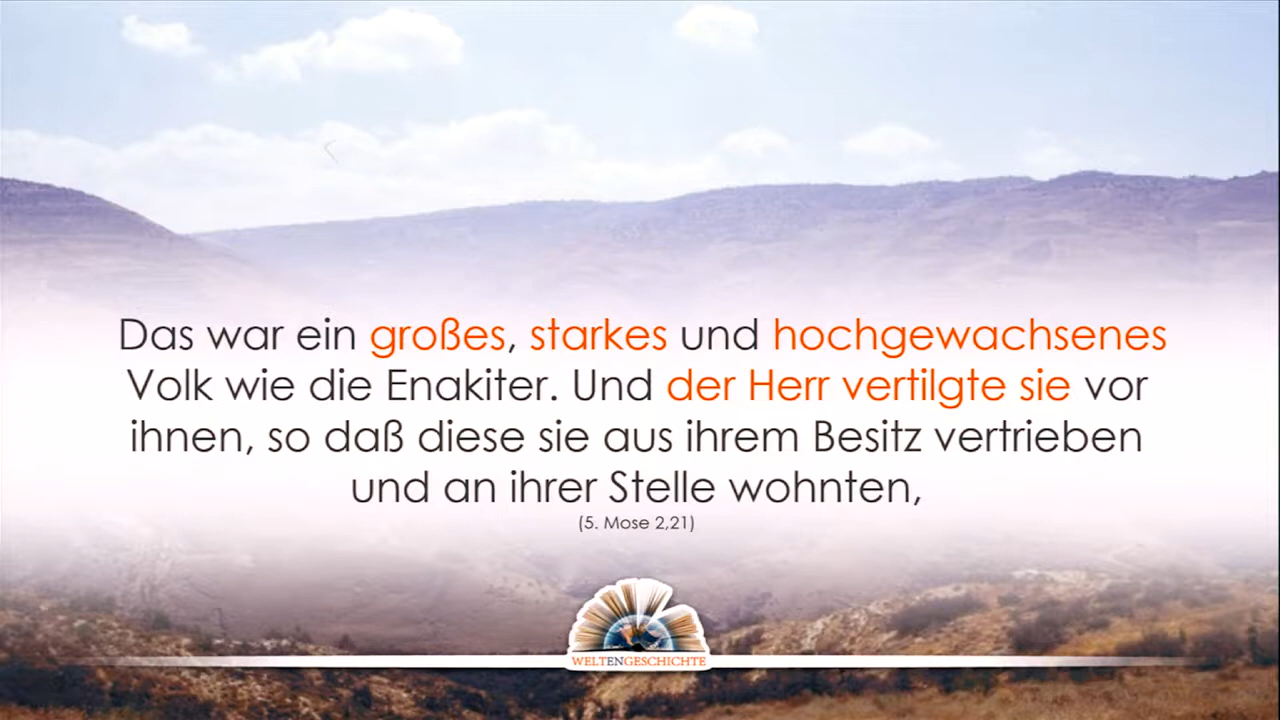 Das war ein großes, starkes und hochgewachsenes
Volk wie die Enakiter. Und der Herr vertilgte sie vor
ihnen, so daß diese sie aus ihrem Besitz vertrieben
und an ihrer Stelle wohnten,
(5. Mose 2,21)
WELTENGESCHICHTE